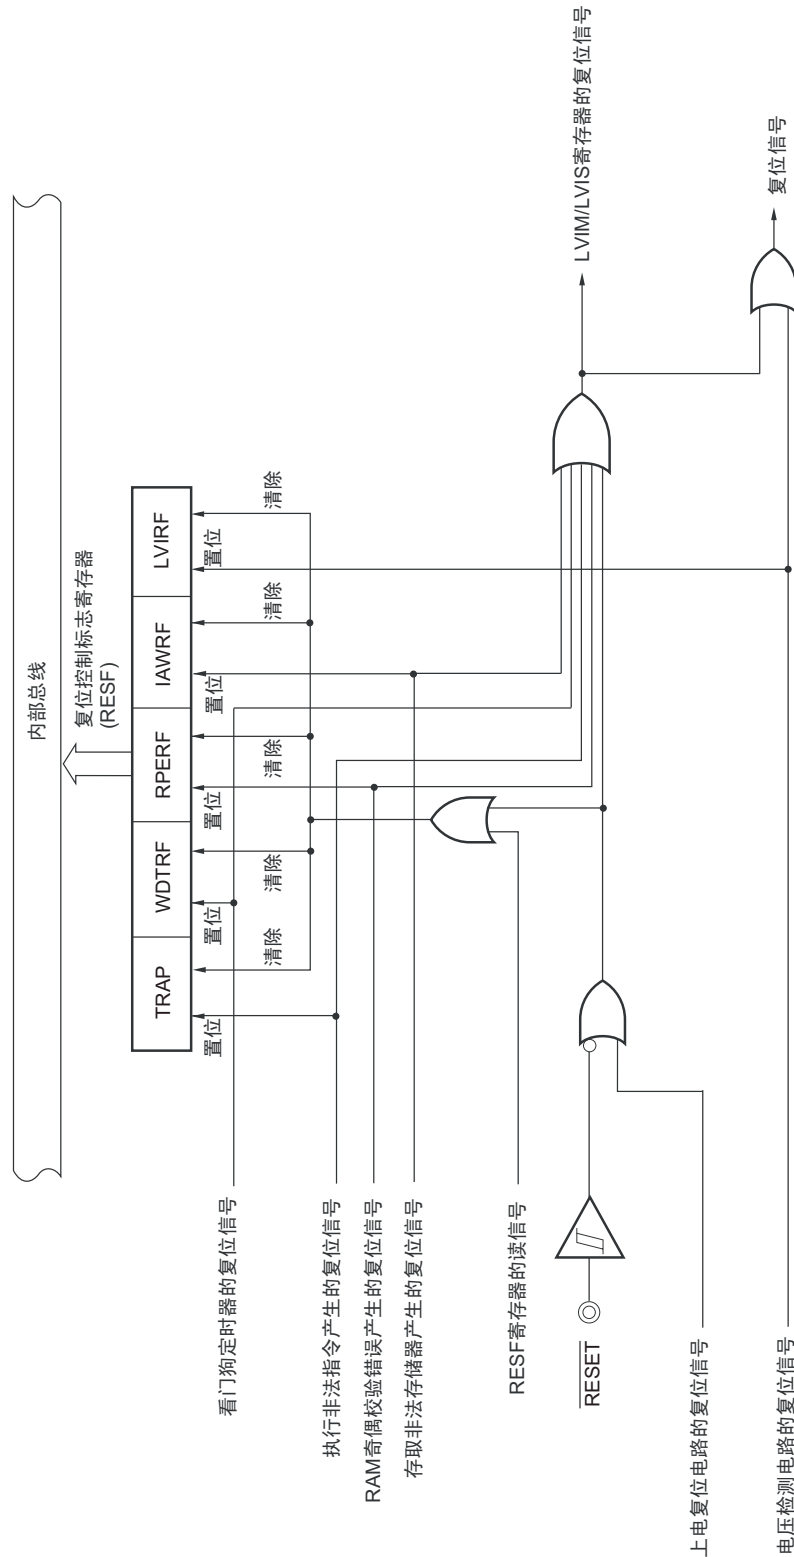 内部总线
复位控制标志寄存器
(RESF)
TRAP
WDTRF
RPERF
IAWRF
LVIRF
置位
清除
置位
清除
置位
清除
置位
清除
置位
清除
看门狗定时器的复位信号
执行非法指令产生的复位信号
RAM奇偶校验错误产生的复位信号
存取非法存储器产生的复位信号
RESF寄存器的读信号
RESET
上电复位电路的复位信号
电压检测电路的复位信号
LVIM/LVIS寄存器的复位信号
复位信号